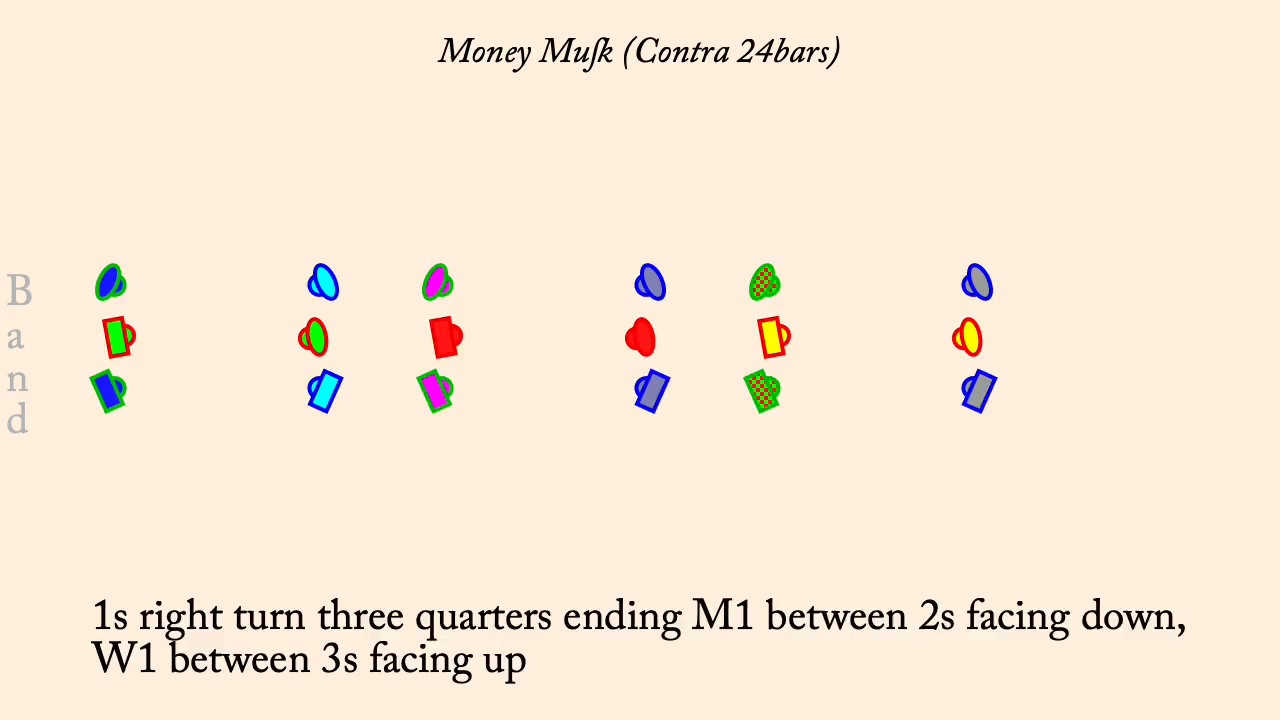 Money Muſk (Contra 24bars)
B
a
n
d
1s right turn three quarters ending M1 between 2s facing down,
W1 between 3s facing up